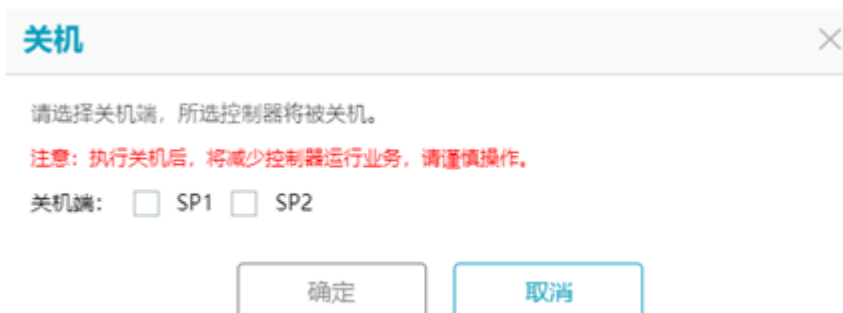 关机
请选择关机端，所选控制器将被关机。
注意：执行关机后，将减少控制器运行业务，请谨慎操作。
关机端： SP1 SP2
确定 取消